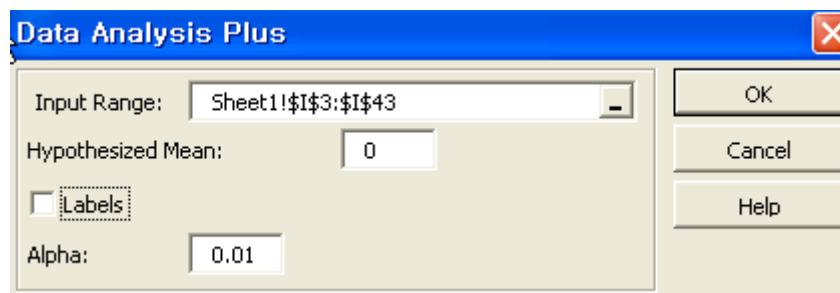 Data Analysis Plus
Input Range: Sheet1!$I$3:$I$43 _
OK
Hypothesized Mean: 0
Cancel
Labels
Help
Alpha: 0.01